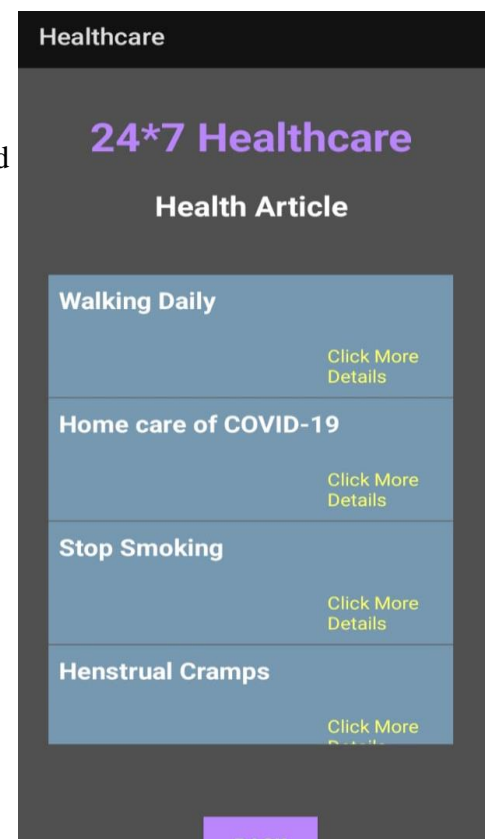 Healthcare
24*7 Healthcare
Health Article
Walking Daily
Click More
Details
Home care of COVID-19
Click More
Details
Stop Smoking
Click More
Details
Henstrual Cramps
Click More